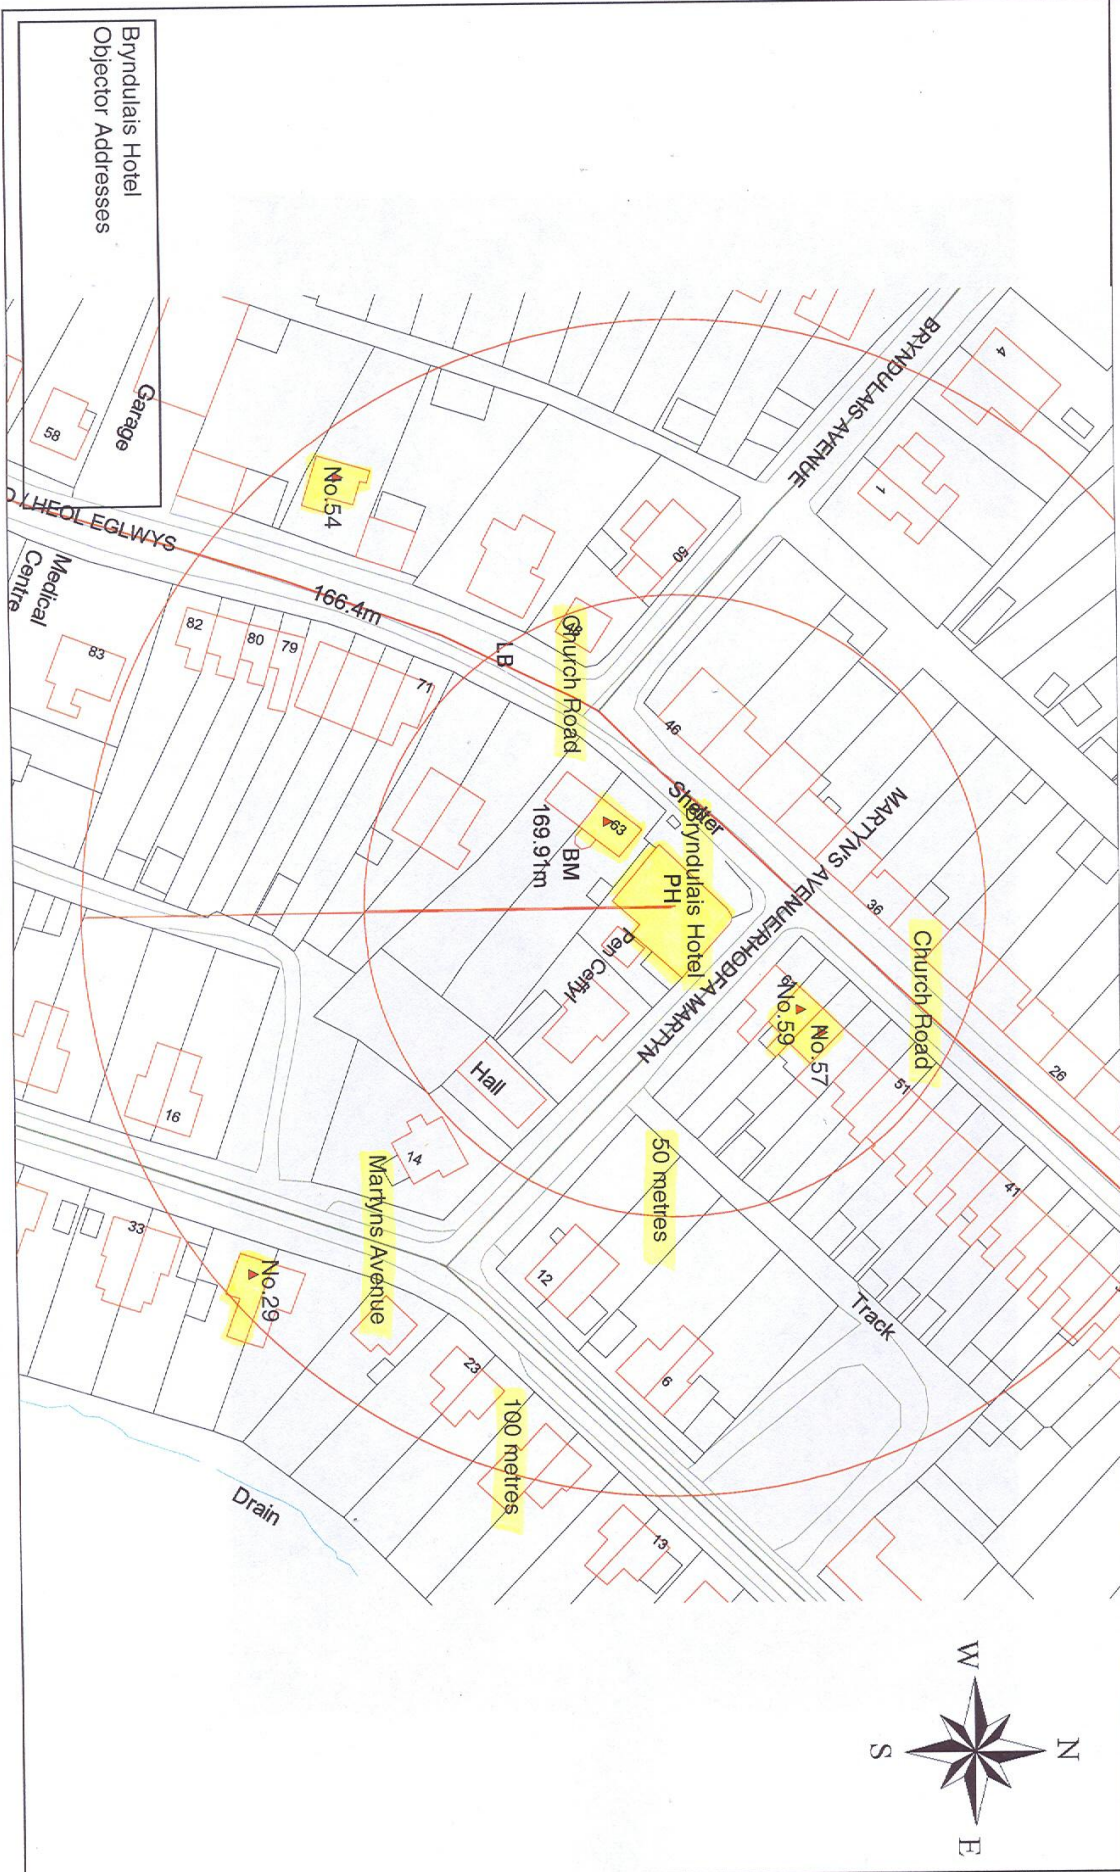 Bryndulais Hotel
Objector Addresses
BRYNDULAIS AVENUE
4
1
Garage
58
No.54
50
48
Church Road
LB
166.4m
HEOL EGLWYS
Medical
Centre
82
80
79
71
83
46
Shelter
63
BM
169.91m
Bryndulais Hotel
PH
Pen Ceffyl
MARTYN'S AVENUE/RHODFA MARTYN
36
Church Road
26
61
No.59
No.57
51
41
Hall
14
16
50 metres
Martyns Avenue
12
6
Track
33
No.29
23
100 metres
13
Drain
N
W
E
S